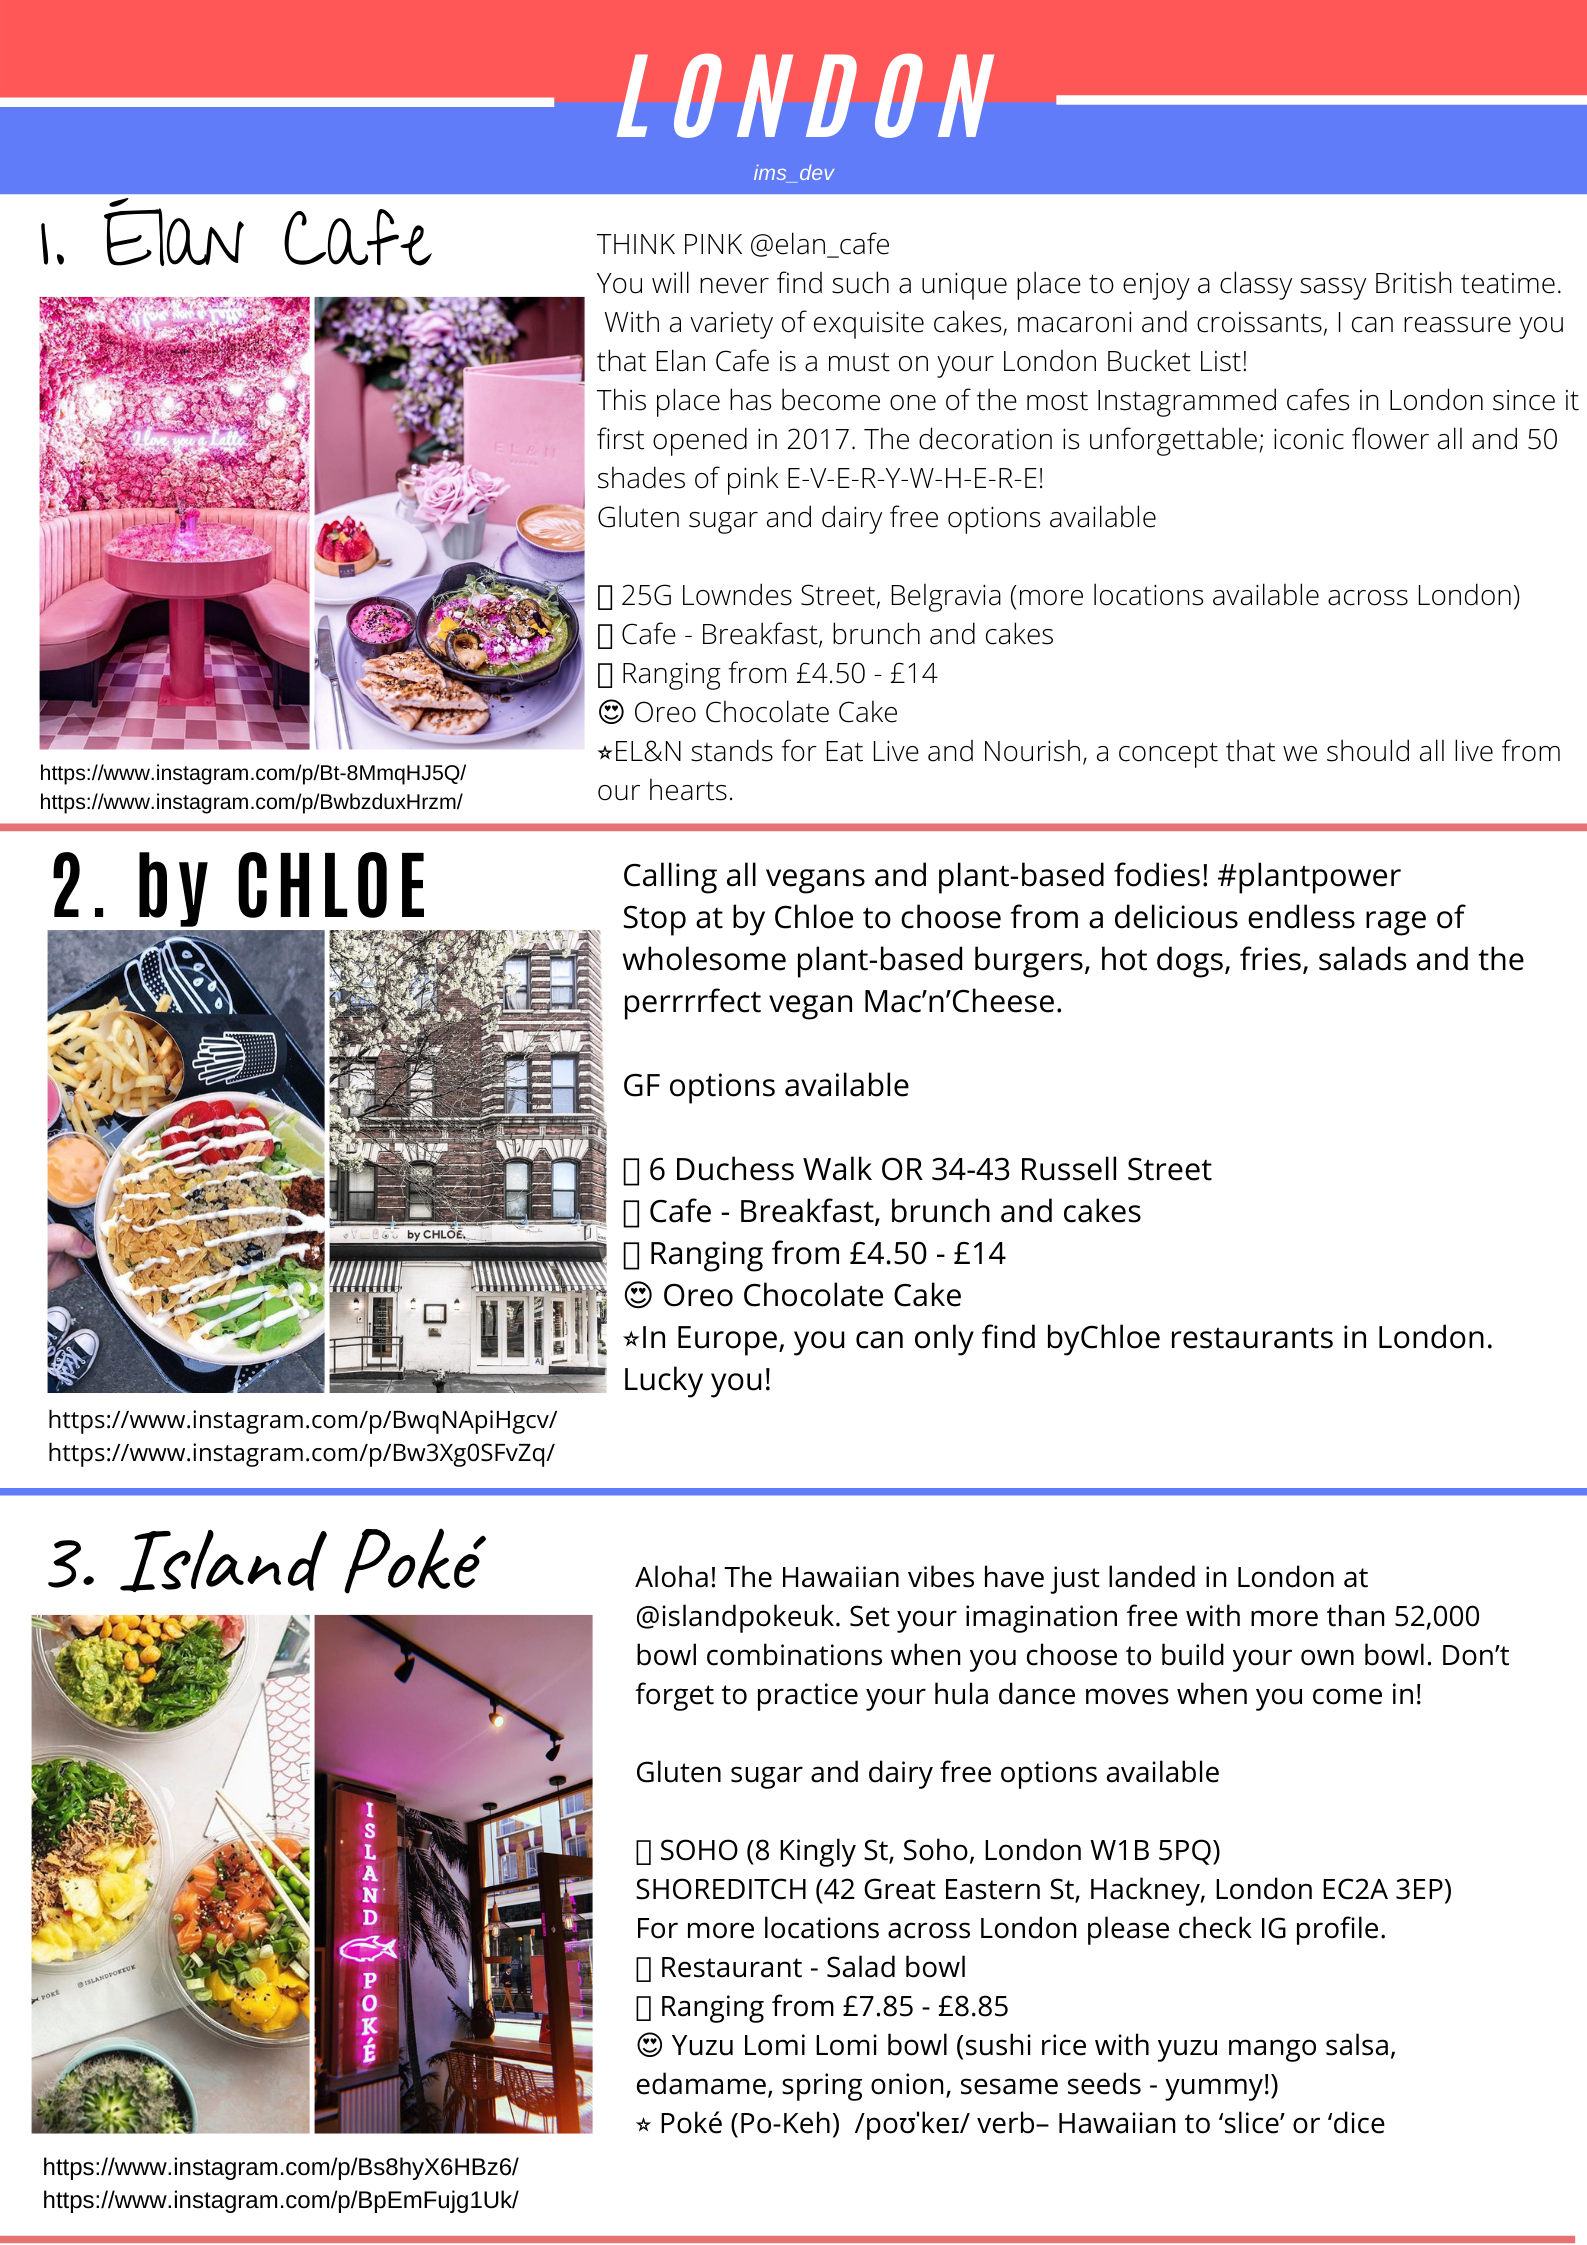 LONDON
ims_dev
1. Élan Cafe
I love you a Latte
EL&N
https://www.instagram.com/p/Bt-8MmqHJ5Q/
https://www.instagram.com/p/BwbzduxHrzm/
THINK PINK @elan_cafe
You will never find such a unique place to enjoy a classy sassy British teatime.
With a variety of exquisite cakes, macaroni and croissants, I can reassure you
that Elan Cafe is a must on your London Bucket List!
This place has become one of the most Instagrammed cafes in London since it
first opened in 2017. The decoration is unforgettable; iconic flower all and 50
shades of pink E-V-E-R-Y-W-H-E-R-E!
Gluten sugar and dairy free options available
25G Lowndes Street, Belgravia (more locations available across London)
Cafe - Breakfast, brunch and cakes
Ranging from £4.50 - £14
😍 Oreo Chocolate Cake
⭐EL&N stands for Eat Live and Nourish, a concept that we should all live from
our hearts.
2. by CHLOE
by CHLOE.
https://www.instagram.com/p/BwqNApiHgcv/
https://www.instagram.com/p/Bw3Xg0SFvZq/
Calling all vegans and plant-based fodies! #plantpower
Stop at by Chloe to choose from a delicious endless rage of
wholesome plant-based burgers, hot dogs, fries, salads and the
perrrrfect vegan Mac’n’Cheese.
GF options available
6 Duchess Walk OR 34-43 Russell Street
Cafe - Breakfast, brunch and cakes
Ranging from £4.50 - £14
😍 Oreo Chocolate Cake
⭐In Europe, you can only find byChloe restaurants in London.
Lucky you!
3. Island Poké
@ISLANDPOKEUK
POKÉ
ISLAND POKÉ
https://www.instagram.com/p/Bs8hyX6HBz6/
https://www.instagram.com/p/BpEmFujg1Uk/
Aloha! The Hawaiian vibes have just landed in London at
@islandpokeuk. Set your imagination free with more than 52,000
bowl combinations when you choose to build your own bowl. Don’t
forget to practice your hula dance moves when you come in!
Gluten sugar and dairy free options available
SOHO (8 Kingly St, Soho, London W1B 5PQ)
SHOREDITCH (42 Great Eastern St, Hackney, London EC2A 3EP)
For more locations across London please check IG profile.
Restaurant - Salad bowl
Ranging from £7.85 - £8.85
😍 Yuzu Lomi Lomi bowl (sushi rice with yuzu mango salsa,
edamame, spring onion, sesame seeds - yummy!)
⭐ Poké (Po-Keh)  /poʊˈkeɪ/ verb– Hawaiian to ‘slice’ or ‘dice